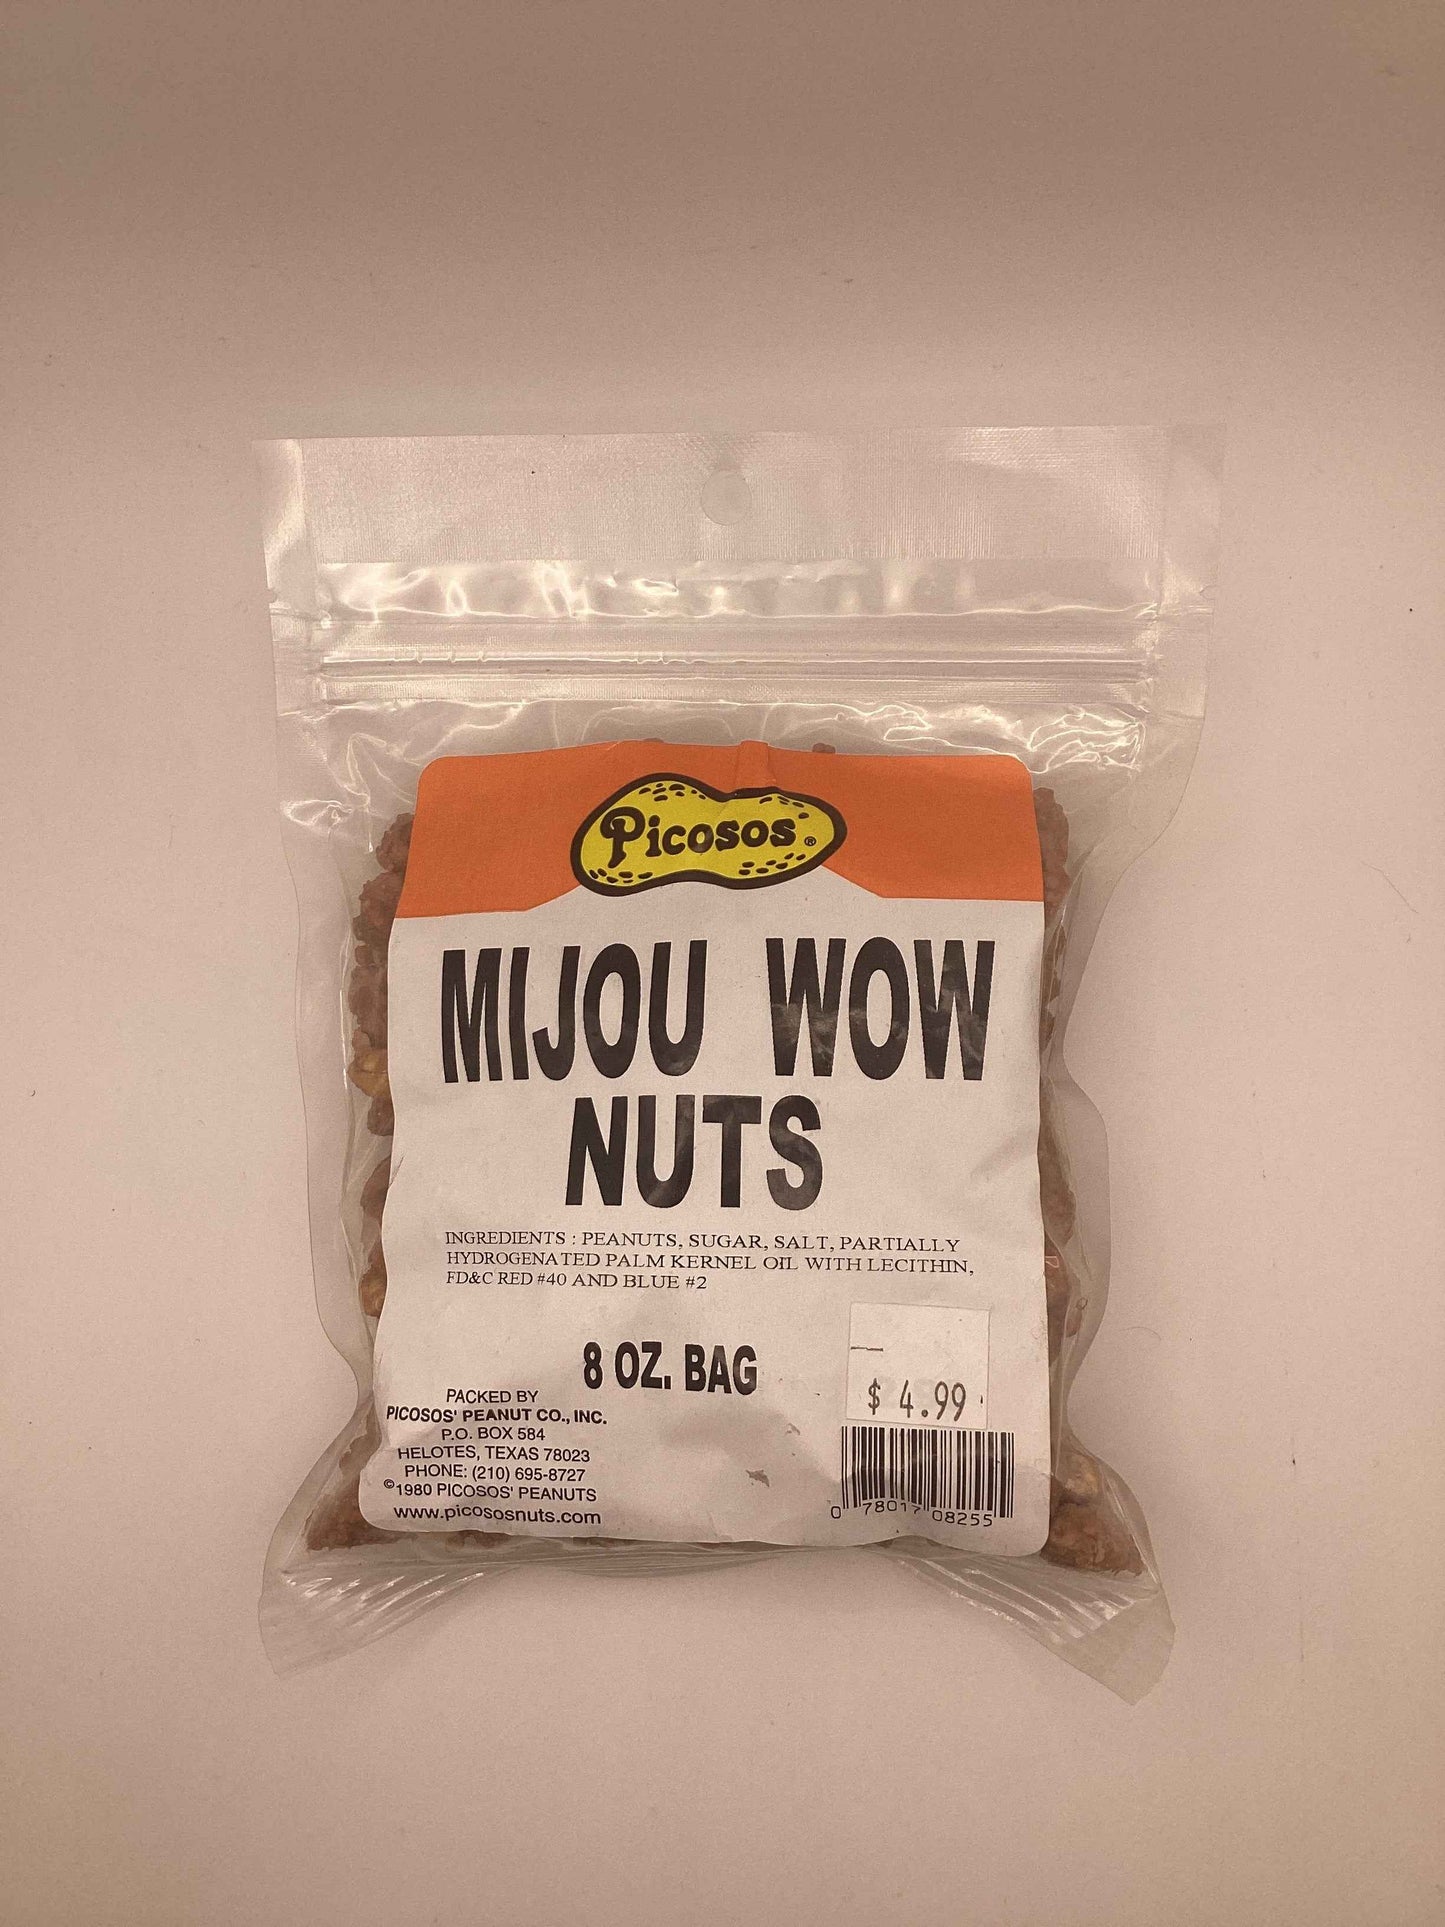 Picosos®
MIJOU WOW
NUTS
INGREDIENTS : PEANUTS, SUGAR, SALT, PARTIALLY
HYDROGENATED PALM KERNEL OIL WITH LECITHIN,
FD&C RED #40 AND BLUE #2
8 OZ. BAG
$ 4.99
PACKED BY
PICOSOS' PEANUT CO., INC.
P.O. BOX 584
HELOTES, TEXAS 78023
PHONE: (210) 695-8727
©1980 PICOSOS' PEANUTS
www.picososnuts.com
0 78017 08255